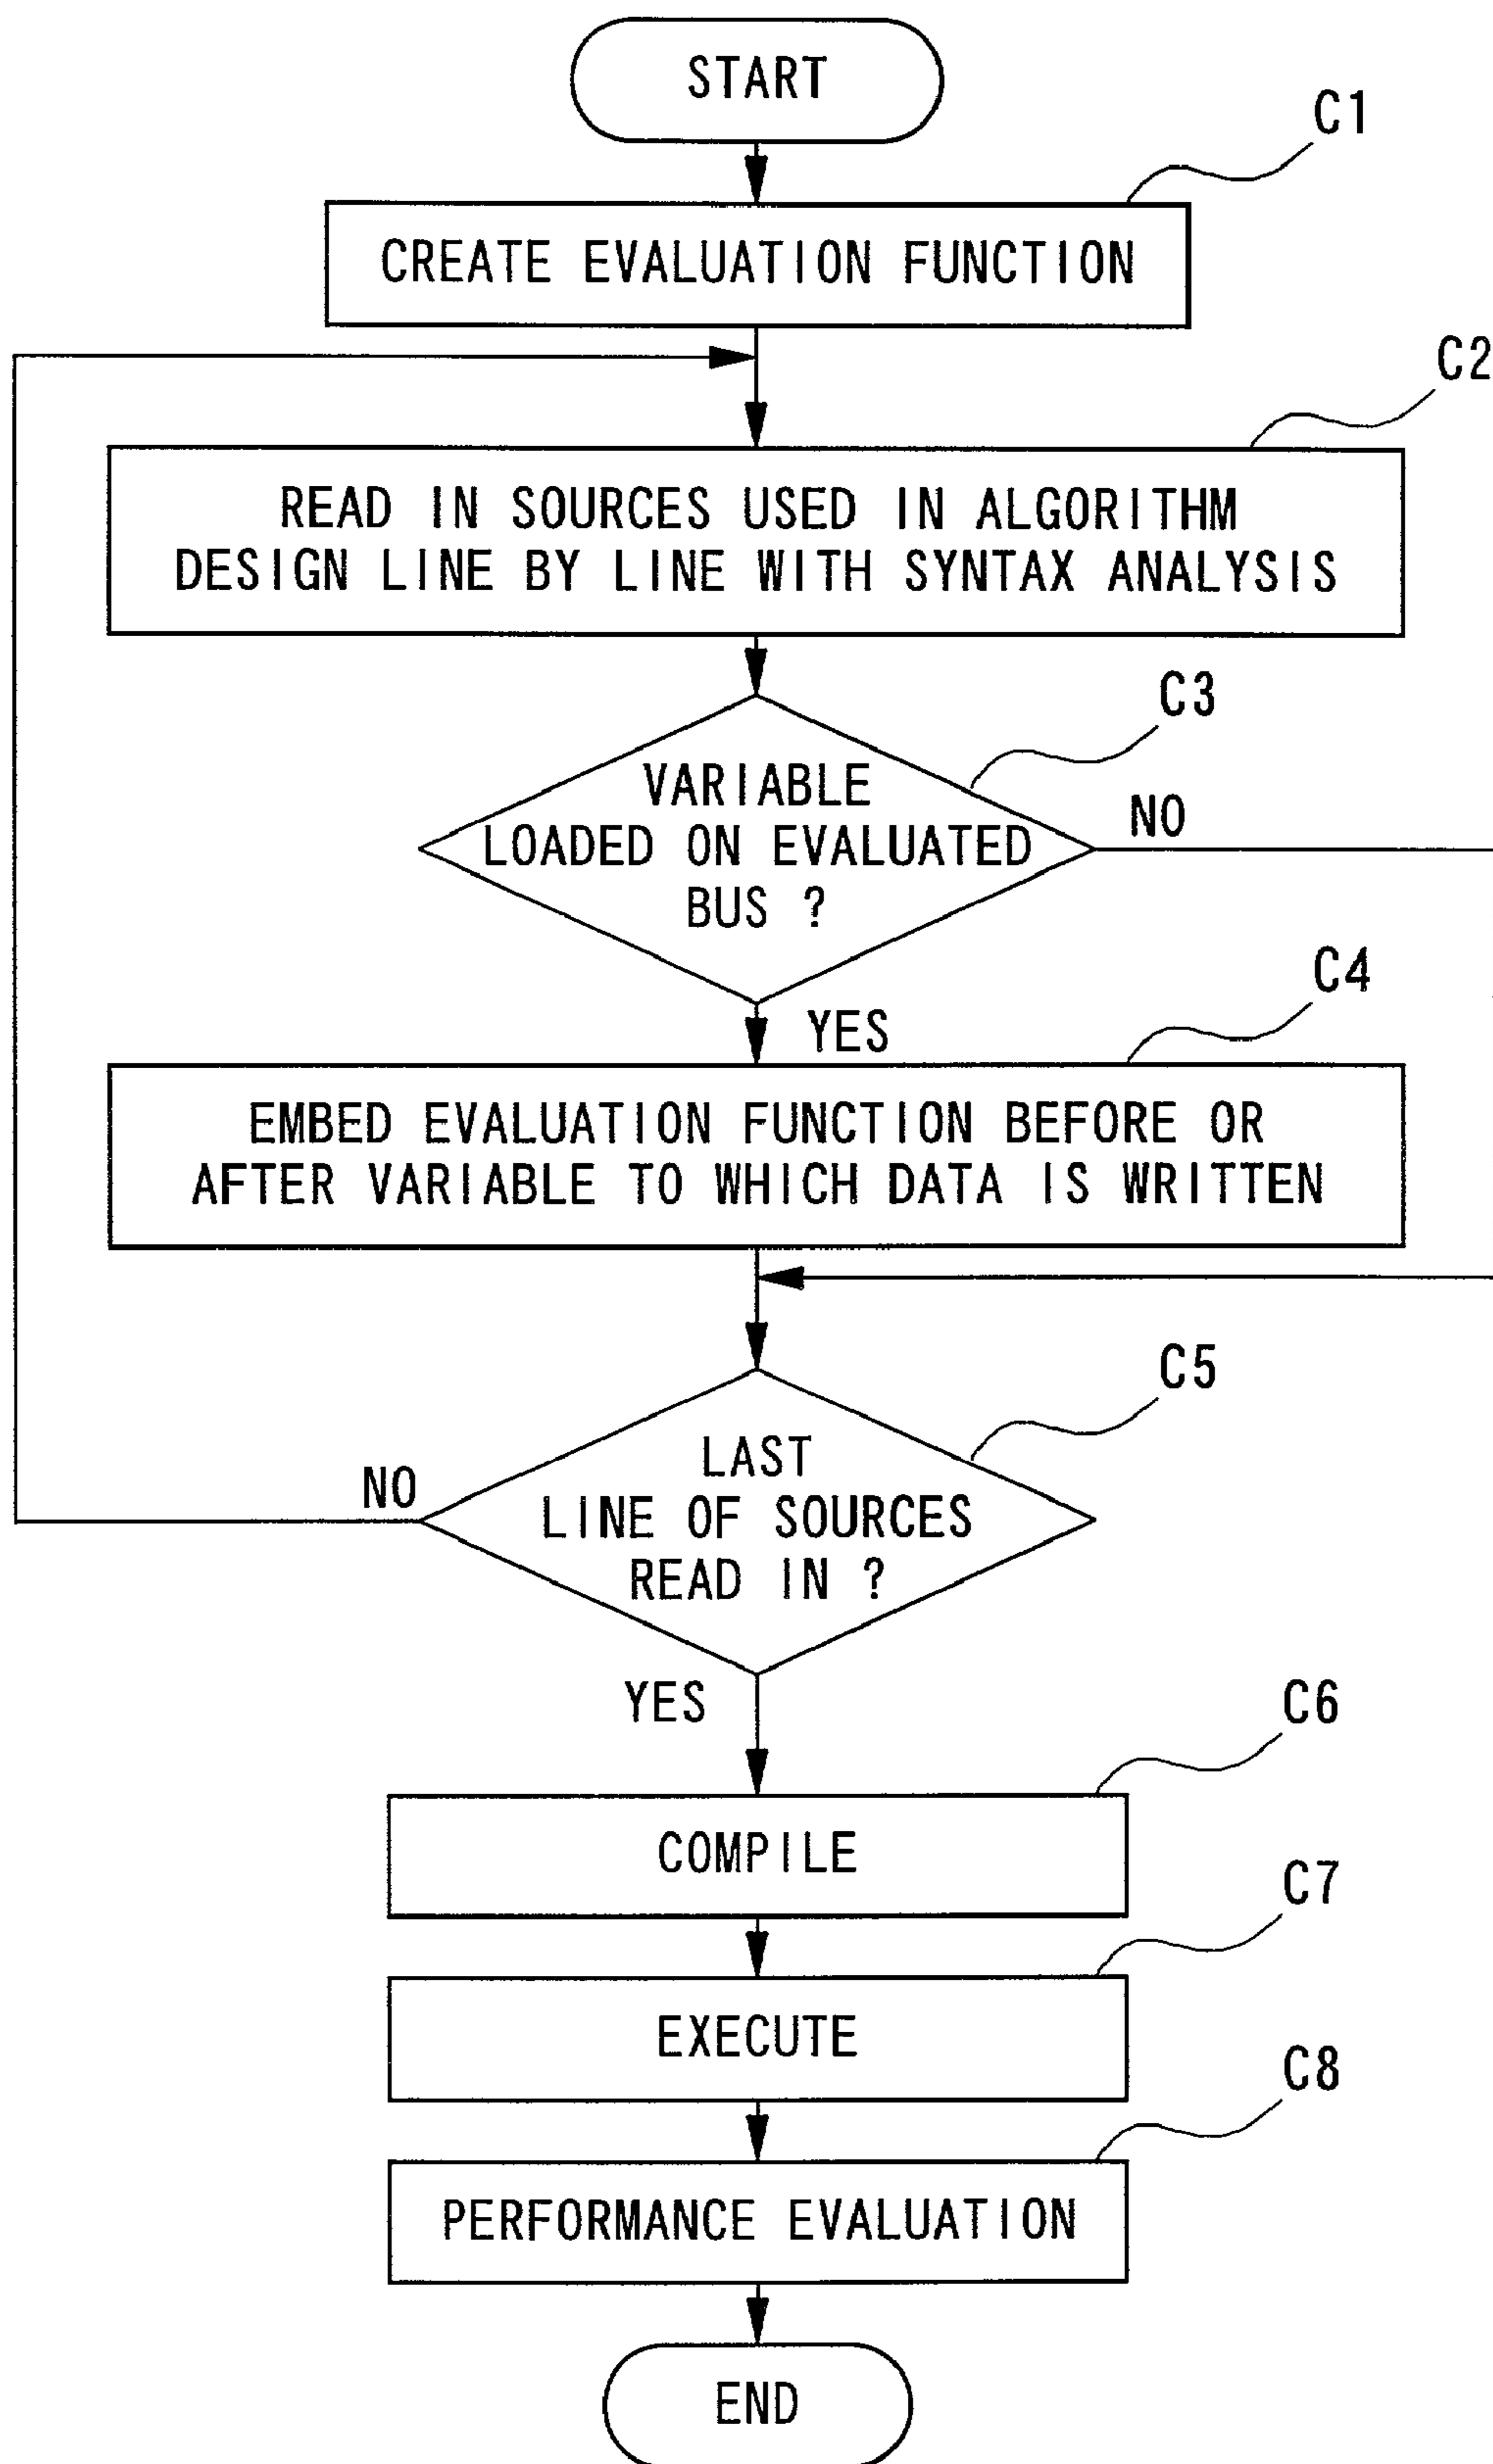 START
C1
CREATE EVALUATION FUNCTION
C2
READ IN SOURCES USED IN ALGORITHM
DESIGN LINE BY LINE WITH SYNTAX ANALYSIS
C3
VARIABLE
LOADED ON EVALUATED
BUS ?
NO
YES
C4
EMBED EVALUATION FUNCTION BEFORE OR
AFTER VARIABLE TO WHICH DATA IS WRITTEN
C5
LAST
LINE OF SOURCES
READ IN ?
NO
YES
C6
COMPILE
C7
EXECUTE
C8
PERFORMANCE EVALUATION
END